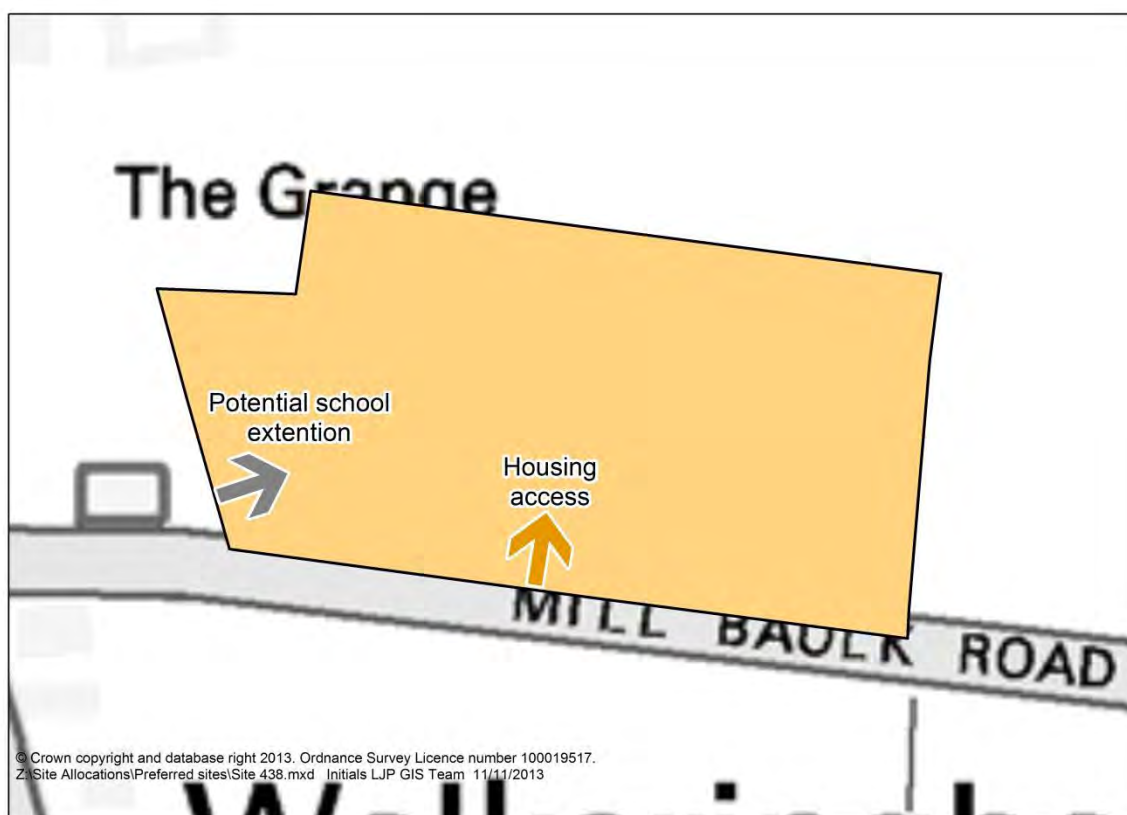 The Grange
Potential school
extention
Housing
access
MILL BAULK ROAD
© Crown copyright and database right 2013. Ordnance Survey Licence number 100019517.
Z:\Site Allocations\Preferred sites\Site 438.mxd Initials LJP GIS Team 11/11/2013